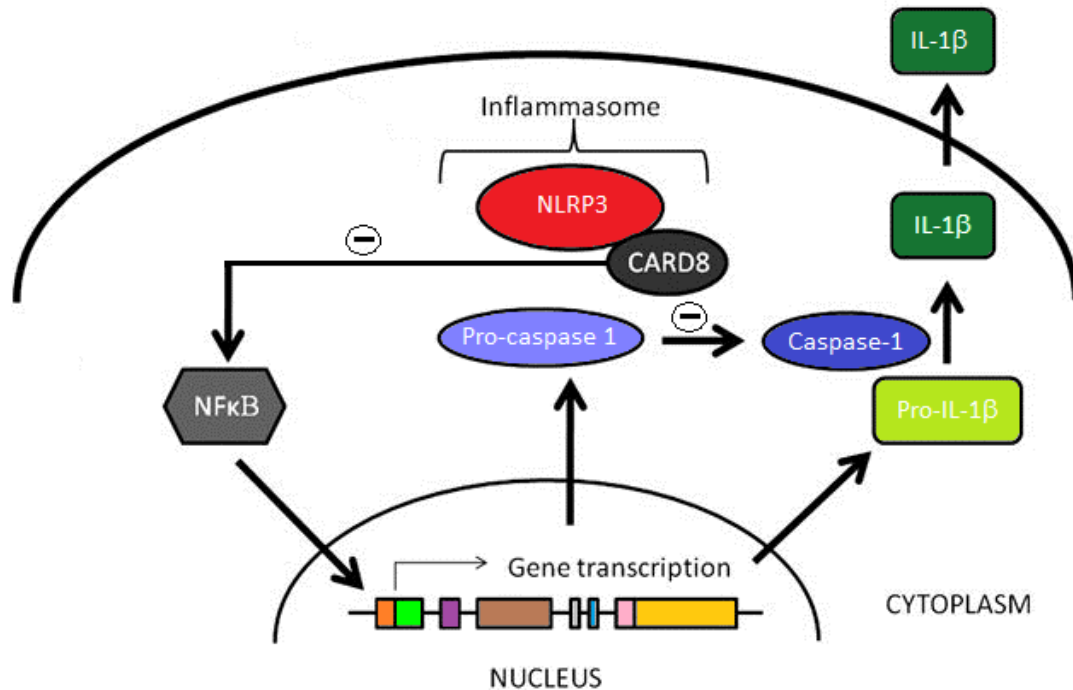 IL-1β
Inflammasome
NLRP3
IL-1β
CARD8
Pro-caspase 1
Caspase-1
NFκB
Pro-IL-1β
Gene transcription
CYTOPLASM
NUCLEUS